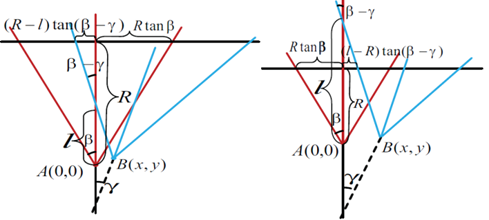 (R−l)tan(β−γ)
R tan β
β−γ
R
l
β
A(0,0)
B(x,y)
γ
β−γ
R tan β
(l−R)tan(β−γ)
l
R
β
A(0,0)
B(x,y)
γ